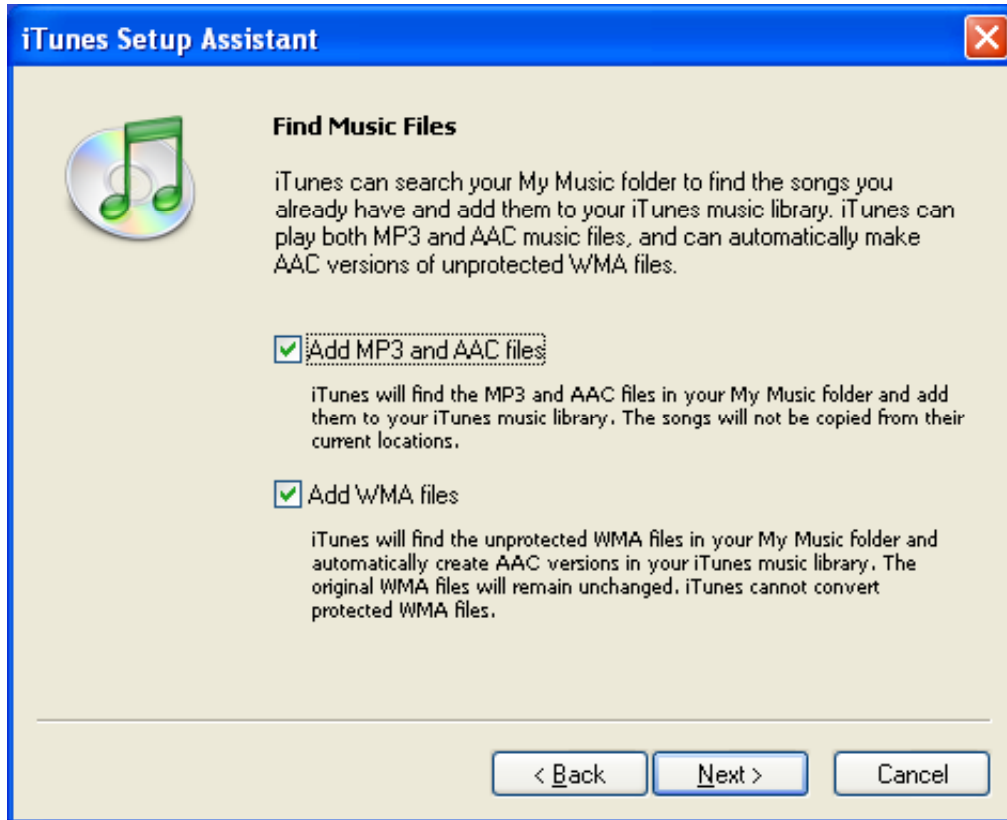 iTunes Setup Assistant
Find Music Files
iTunes can search your My Music folder to find the songs you
already have and add them to your iTunes music library. iTunes can
play both MP3 and AAC music files, and can automatically make
AAC versions of unprotected WMA files.
Add MP3 and AAC files
iTunes will find the MP3 and AAC files in your My Music folder and add
them to your iTunes music library. The songs will not be copied from their
current locations.
Add WMA files
iTunes will find the unprotected WMA files in your My Music folder and
automatically create AAC versions in your iTunes music library. The
original WMA files will remain unchanged. iTunes cannot convert
protected WMA files.
< Back Next > Cancel